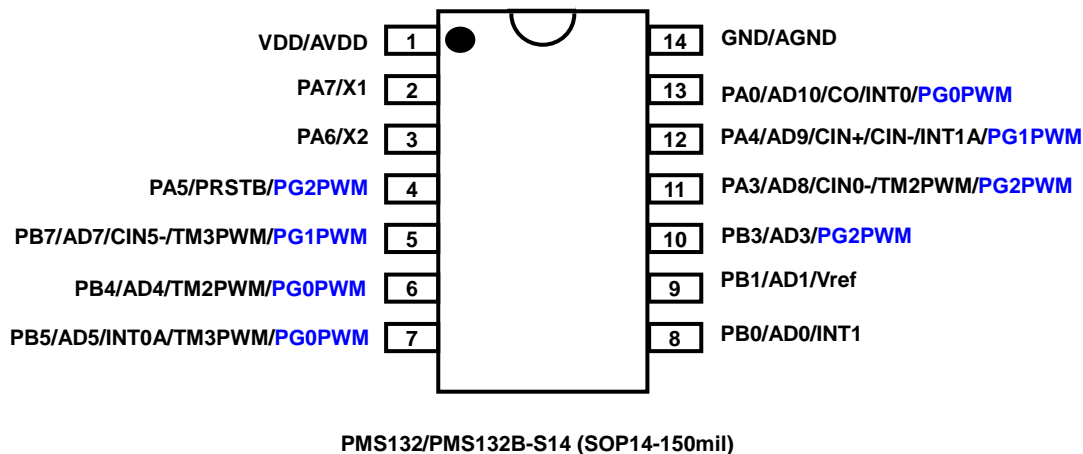 VDD/AVDD 1 14 GND/AGND
PA7/X1 2 13 PA0/AD10/CO/INT0/PG0PWM
PA6/X2 3 12 PA4/AD9/CIN+/CIN-/INT1A/PG1PWM
PA5/PRSTB/PG2PWM 4 11 PA3/AD8/CIN0-/TM2PWM/PG2PWM
PB7/AD7/CIN5-/TM3PWM/PG1PWM 5 10 PB3/AD3/PG2PWM
PB4/AD4/TM2PWM/PG0PWM 6 9 PB1/AD1/Vref
PB5/AD5/INT0A/TM3PWM/PG0PWM 7 8 PB0/AD0/INT1
PMS132/PMS132B-S14 (SOP14-150mil)